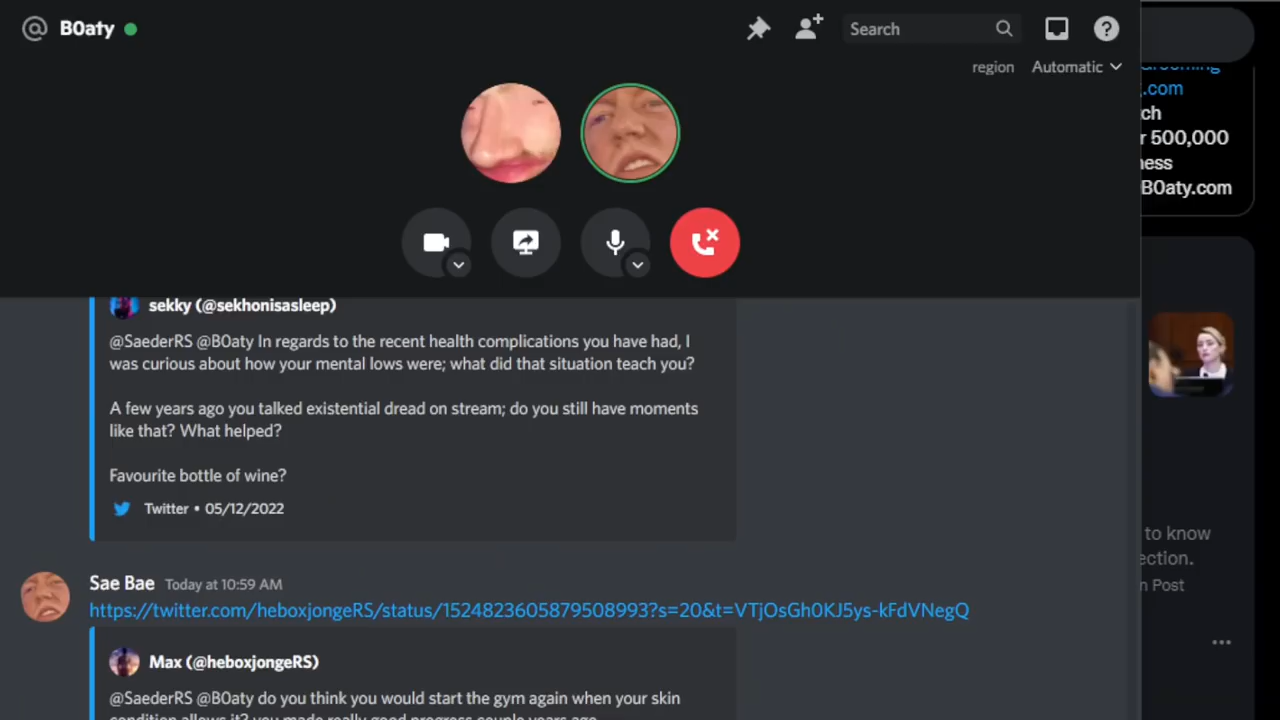 @ B0aty
Search
region Automatic
.com
ch
r 500,000
ness
B0aty.com
sekky (@sekhonisasleep)
@SaederRS @B0aty In regards to the recent health complications you have had, I
was curious about how your mental lows were; what did that situation teach you?
A few years ago you talked existential dread on stream; do you still have moments
like that? What helped?
Favourite bottle of wine?
Twitter • 05/12/2022
to know
ection.
n Post
Sae Bae Today at 10:59 AM
https://twitter.com/heboxjongeRS/status/1524823605879508993?s=20&t=VTjOsGh0KJ5ys-kFdVNegQ
Max (@heboxjongeRS)
@SaederRS @B0aty do you think you would start the gym again when your skin
condition allows it? you made really good progress couple years ago